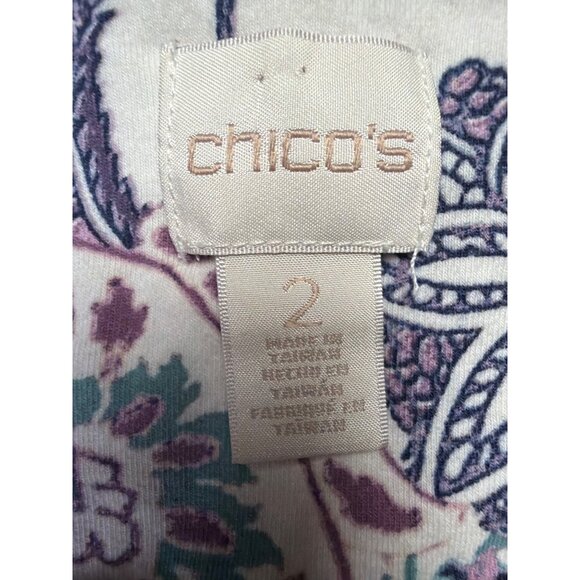 chico's
2
MADE IN
TAIWAN
HECHO EN
TAIWAN
FABRIQUE EN
TAIWAN